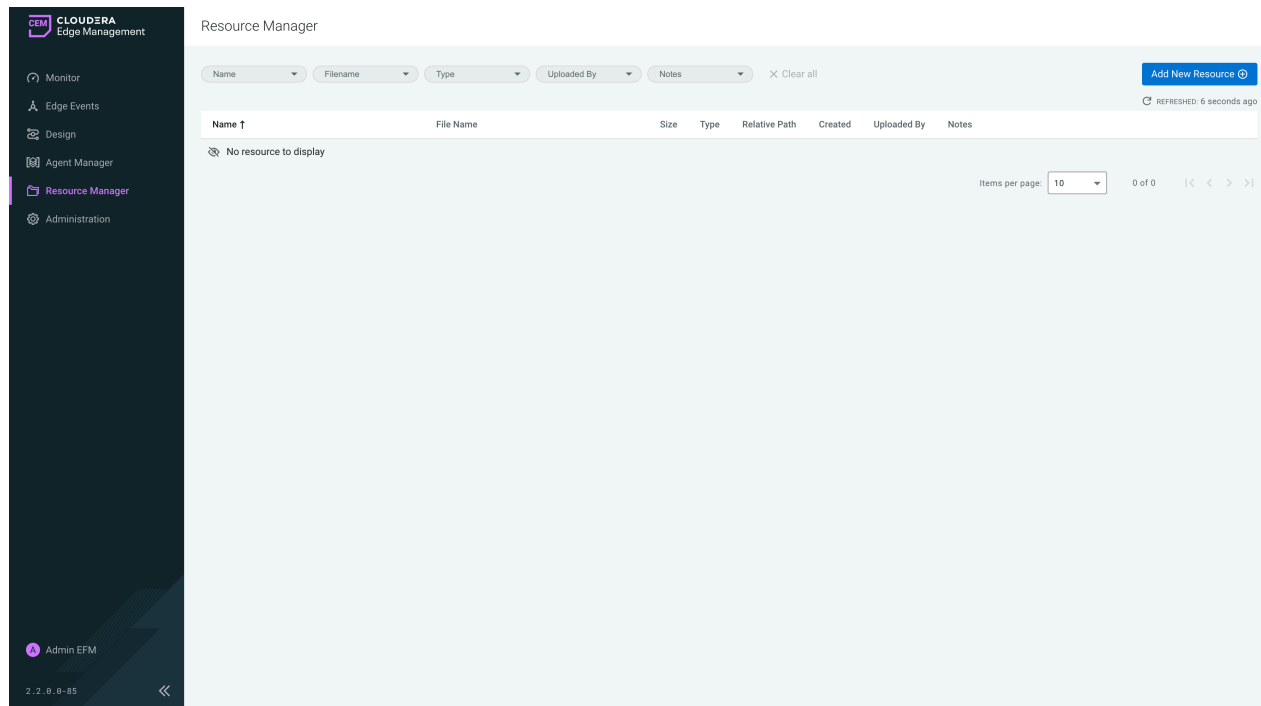 CEM CLOUDERA
Edge Management
Monitor
Edge Events
Design
Agent Manager
Resource Manager
Administration
A Admin EFM
2.2.0.0-85
Resource Manager
Name Filename Type Uploaded By Notes Clear all
Add New Resource
REFRESHED: 6 seconds ago
Name File Name Size Type Relative Path Created Uploaded By Notes
No resource to display
Items per page: 10 0 of 0